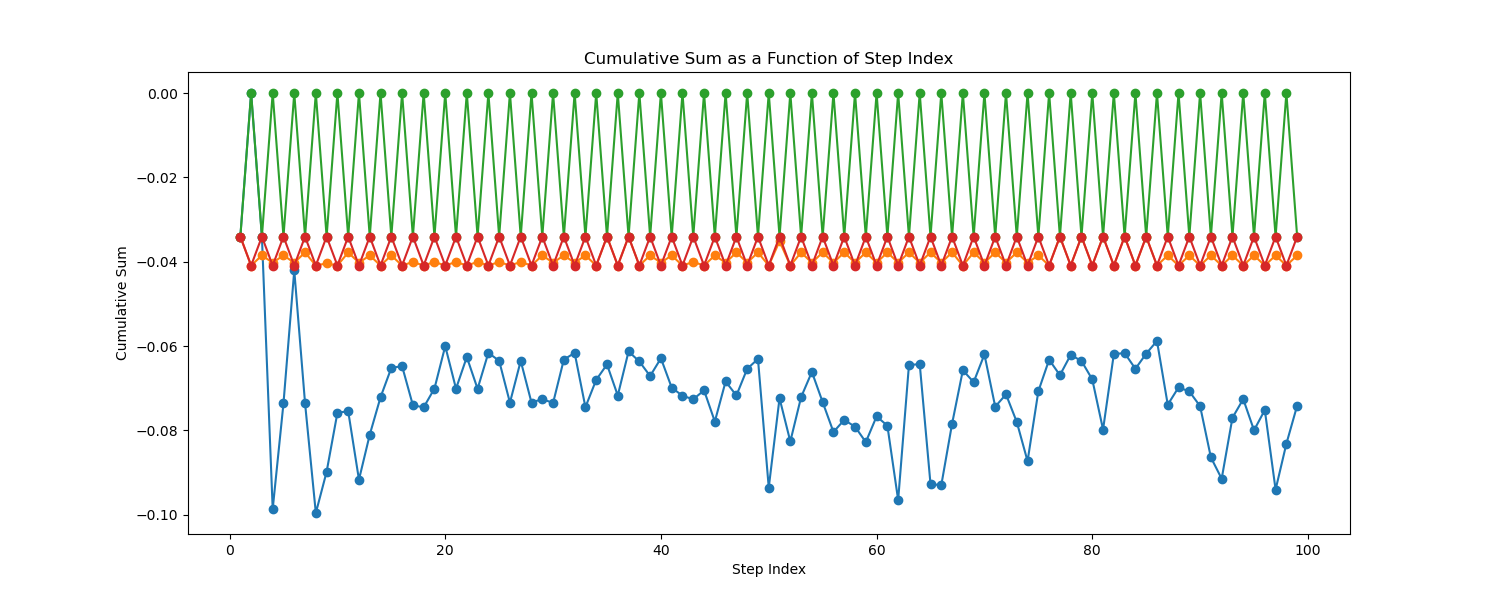 Cumulative Sum as a Function of Step Index
Cumulative Sum
0.00
−0.02
−0.04
−0.06
−0.08
−0.10
0 20 40 60 80 100
Step Index